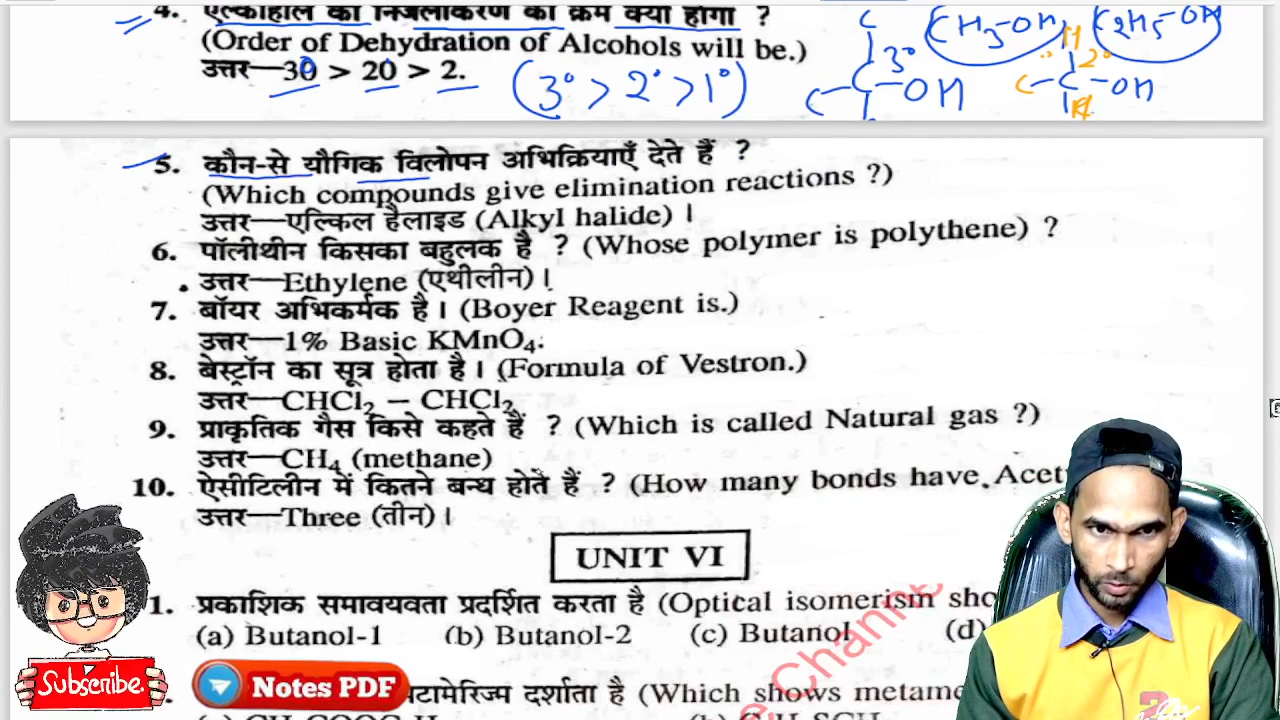 4. एल्कोहॉल का निर्जलीकरण का क्रम क्या होगा ?
(Order of Dehydration of Alcohols will be.)
उत्तर—30 > 20 > 2.
(3° > 2° > 1°)
C
C 3°
C – C – OH
CH3-OH
C2H5-OH
H
2°
C – C – OH
H
5. कौन-से यौगिक विलोपन अभिक्रियाएँ देते हैं ?
(Which compounds give elimination reactions ?)
उत्तर—एल्किल हैलाइड (Alkyl halide) ।
6. पॉलीथीन किसका बहुलक है ? (Whose polymer is polythene) ?
उत्तर—Ethylene (एथीलीन) ।
7. बॉयर अभिकर्मक है । (Boyer Reagent is.)
उत्तर—1% Basic KMnO4.
8. बेस्ट्रॉन का सूत्र होता है । (Formula of Vestron.)
उत्तर—CHCl2 – CHCl2
9. प्राकृतिक गैस किसे कहते हैं ? (Which is called Natural gas ?)
उत्तर—CH4 (methane)
10. ऐसीटिलीन में कितने बन्ध होते हैं ? (How many bonds have Acet
उत्तर—Three (तीन) ।
UNIT VI
1. प्रकाशिक समावयवता प्रदर्शित करता है (Optical isomerism sho
(a) Butanol-1 (b) Butanol-2 (c) Butanol (d)
e Chann
Subscribe.
Notes PDF
टामेरिज्म दर्शाता है (Which shows metame